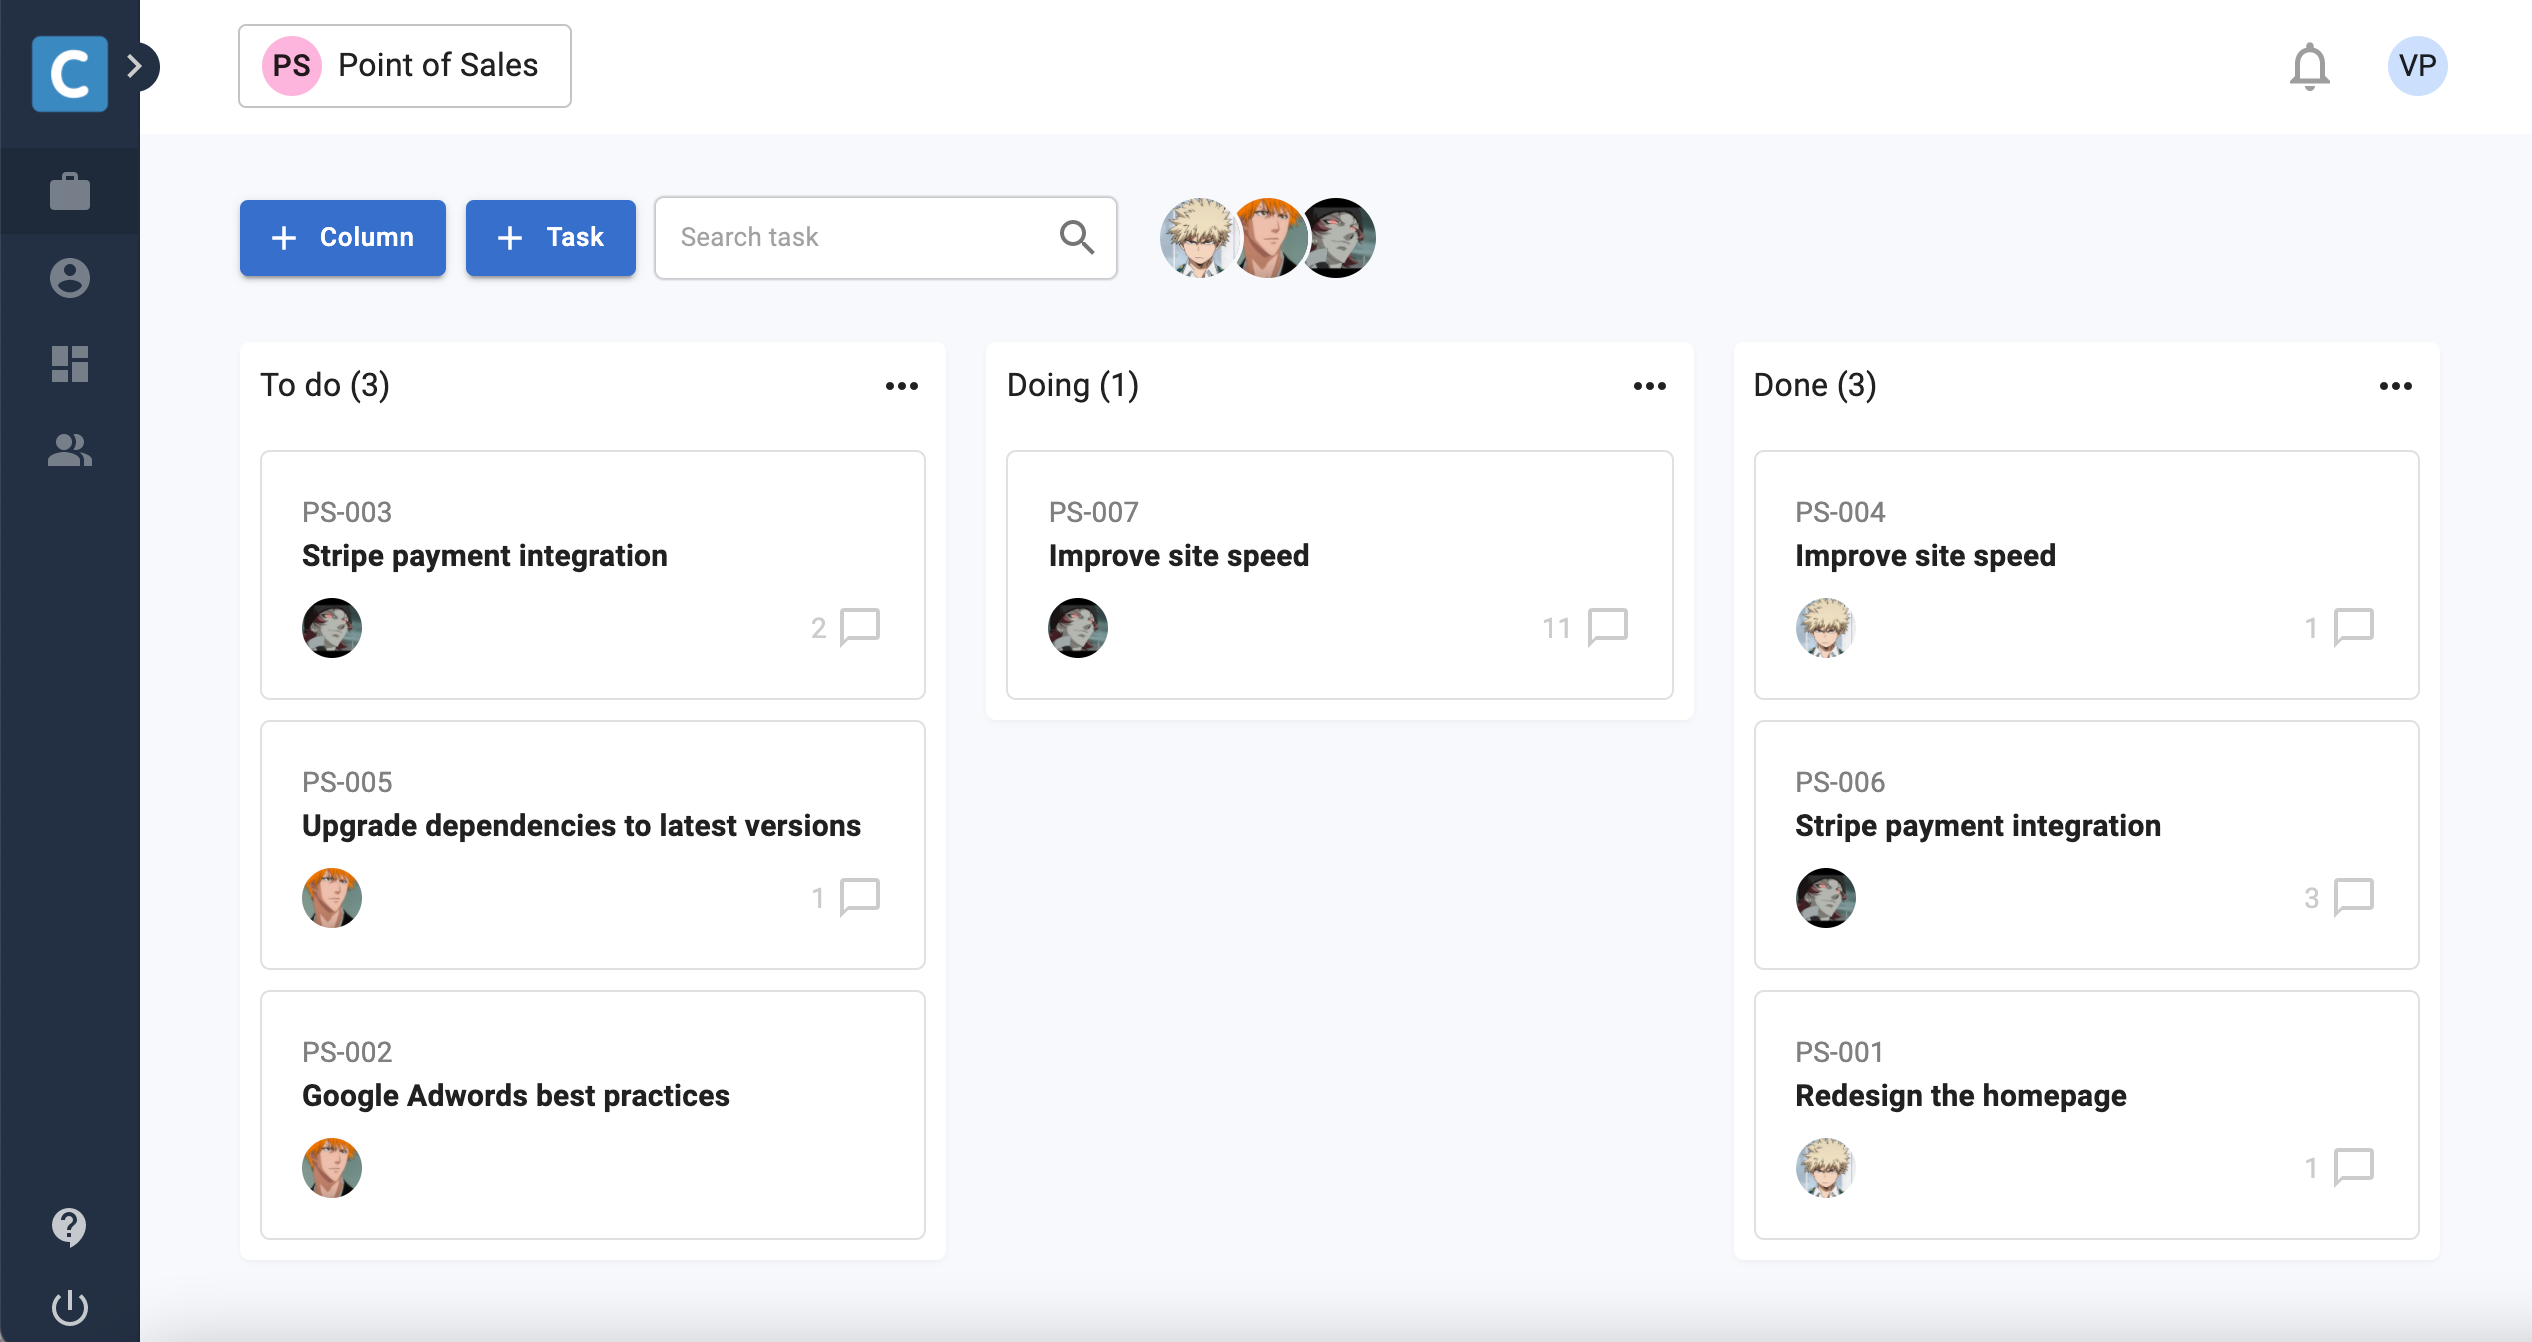 C
PS Point of Sales
VP
+ Column
+ Task
Search task
To do (3)
PS-003
Stripe payment integration
2
PS-005
Upgrade dependencies to latest versions
1
PS-002
Google Adwords best practices
Doing (1)
PS-007
Improve site speed
11
Done (3)
PS-004
Improve site speed
1
PS-006
Stripe payment integration
3
PS-001
Redesign the homepage
1